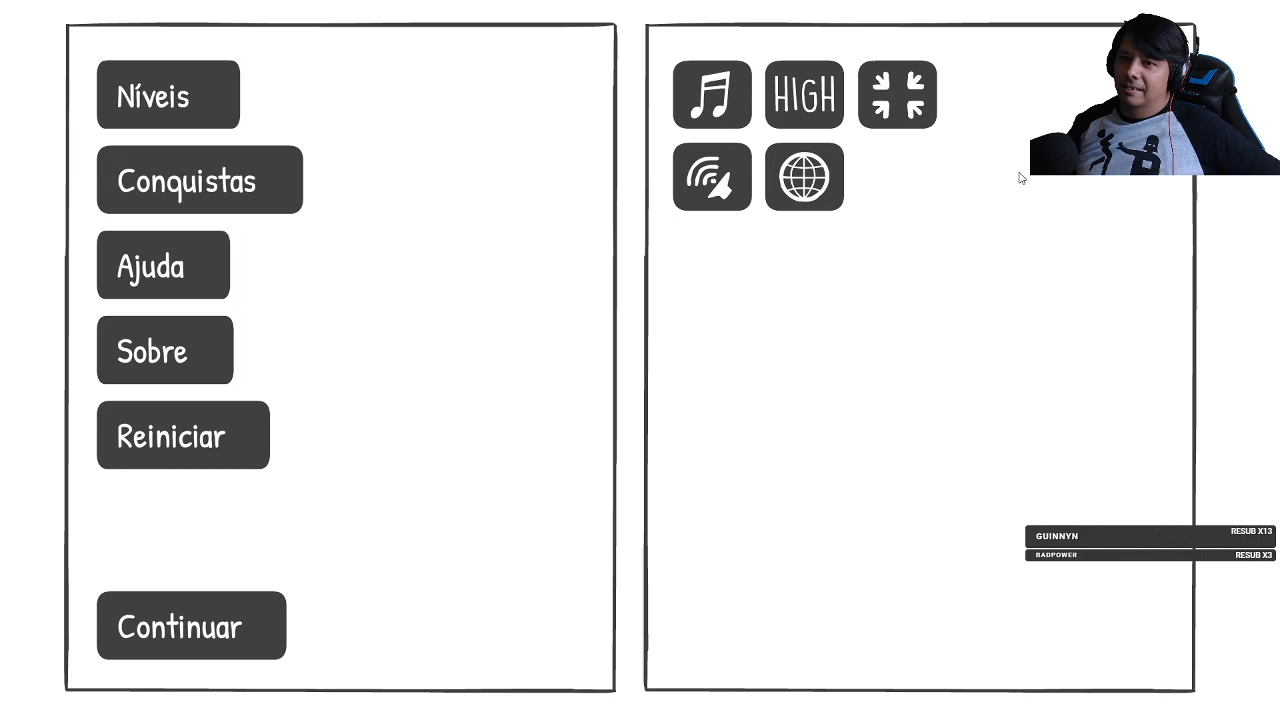 Níveis
Conquistas
Ajuda
Sobre
Reiniciar
Continuar
HIGH
GUINNYN RESUB X13
BADPOWER RESUB X3